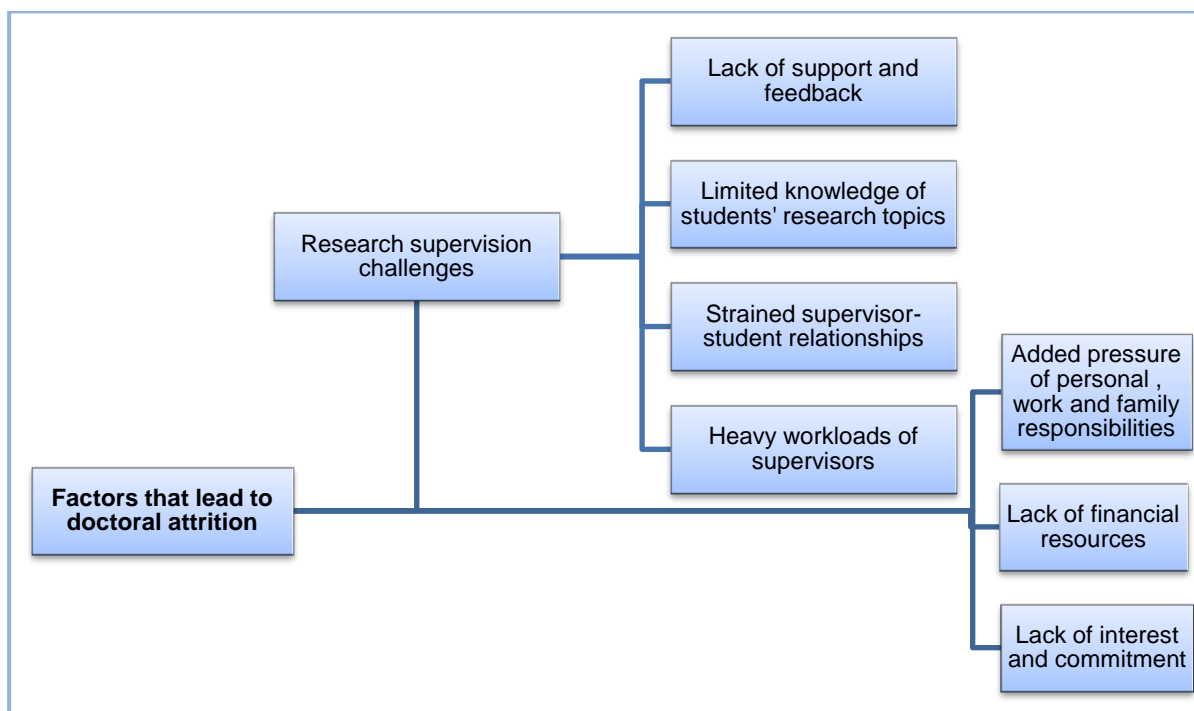 Lack of support and
feedback
Limited knowledge of
students' research topics
Research supervision
challenges
Strained supervisor-
student relationships
Added pressure
of personal ,
work and family
responsibilities
Heavy workloads of
supervisors
Factors that lead to
doctoral attrition
Lack of financial
resources
Lack of interest
and commitment